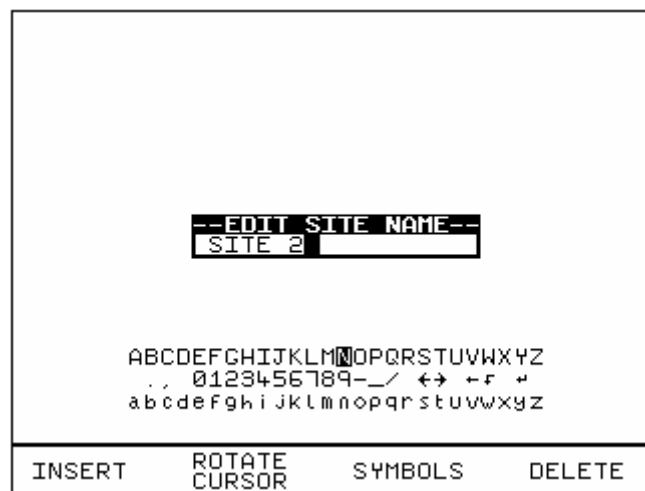 --EDIT SITE NAME--
SITE 2
ABCDEFGHIJKLMNOPQRSTUVWXYZ
., 0123456789-_/ ←→ ←r ↵
abcdefghijklmnopqrstuvwxyz
INSERT ROTATE CURSOR SYMBOLS DELETE